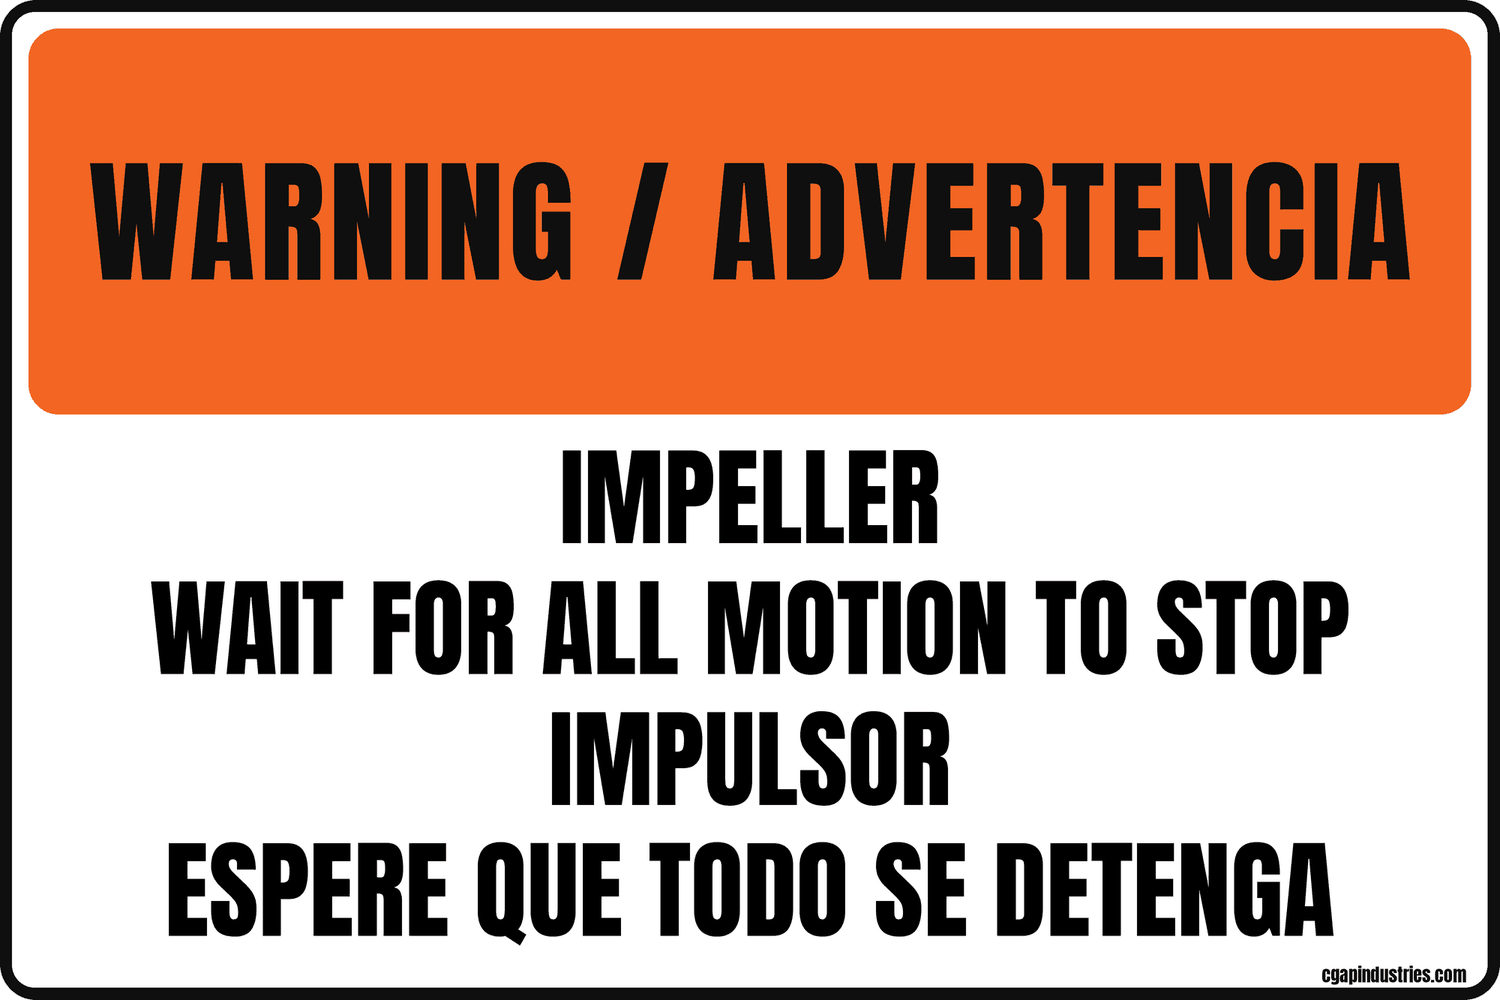 WARNING / ADVERTENCIA
IMPELLER
WAIT FOR ALL MOTION TO STOP
IMPULSOR
ESPERE QUE TODO SE DETENGA
cgapindustries.com